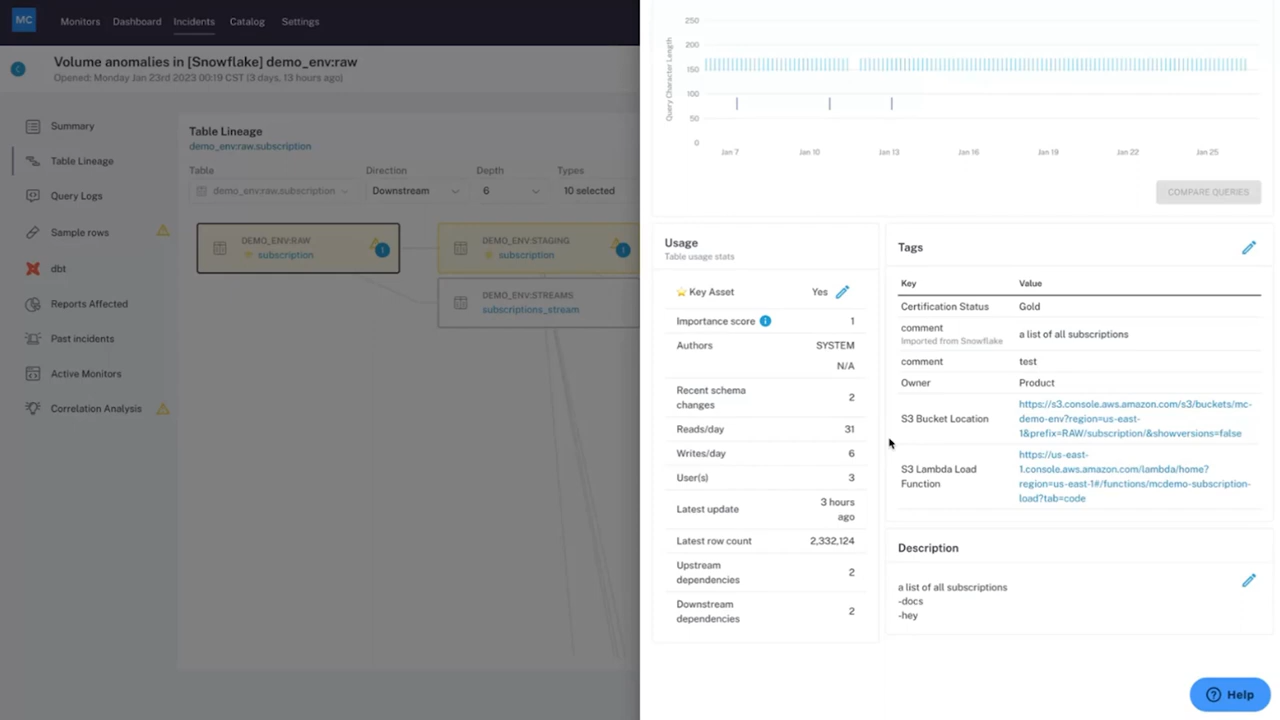 MC
Monitors
Dashboard
Incidents
Catalog
Settings
Volume anomalies in [Snowflake] demo_env:raw
Opened: Monday Jan 23rd 2023 00:19 CST (3 days, 13 hours ago)
Summary
Table Lineage
Query Logs
Sample rows
dbt
Reports Affected
Past incidents
Active Monitors
Correlation Analysis
Table Lineage
demo_env:raw.subscription
Table
Direction
Depth
Types
demo_env:raw.subscription
Downstream
6
10 selected
DEMO_ENV:RAW
subscription
1
DEMO_ENV:STAGING
subscription
1
DEMO_ENV:STREAMS
subscriptions_stream
Query Character Length
250
200
150
100
50
0
Jan 7
Jan 10
Jan 13
Jan 16
Jan 19
Jan 22
Jan 25
COMPARE QUERIES
Usage
Table usage stats
Key Asset
Yes
Importance score
1
Authors
SYSTEM
N/A
Recent schema
changes
2
Reads/day
31
Writes/day
6
User(s)
3
Latest update
3 hours
ago
Latest row count
2,332,124
Upstream
dependencies
2
Downstream
dependencies
2
Tags
Key
Value
Certification Status
Gold
comment
Imported from Snowflake
a list of all subscriptions
comment
test
Owner
Product
S3 Bucket Location
https://s3.console.aws.amazon.com/s3/buckets/mc-
demo-env?region=us-east-
1&prefix=RAW/subscription/&showversions=false
S3 Lambda Load
Function
https://us-east-
1.console.aws.amazon.com/lambda/home?
region=us-east-1#/functions/mcdemo-subscription-
load?tab=code
Description
a list of all subscriptions
-docs
-hey
Help